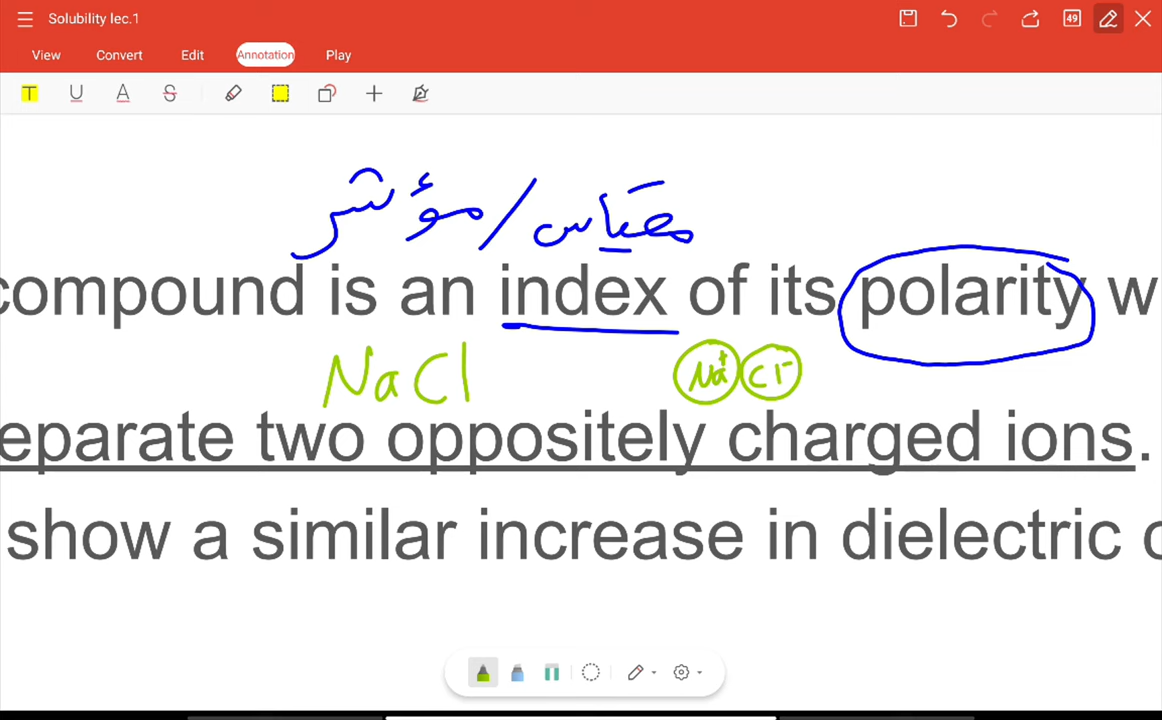 Solubility lec.1
49
View Convert Edit Annotation Play
T U A S
مقياس / مؤشر
compound is an index of its polarity w
NaCl Na+ Cl-
eparate two oppositely charged ions.
show a similar increase in dielectric c